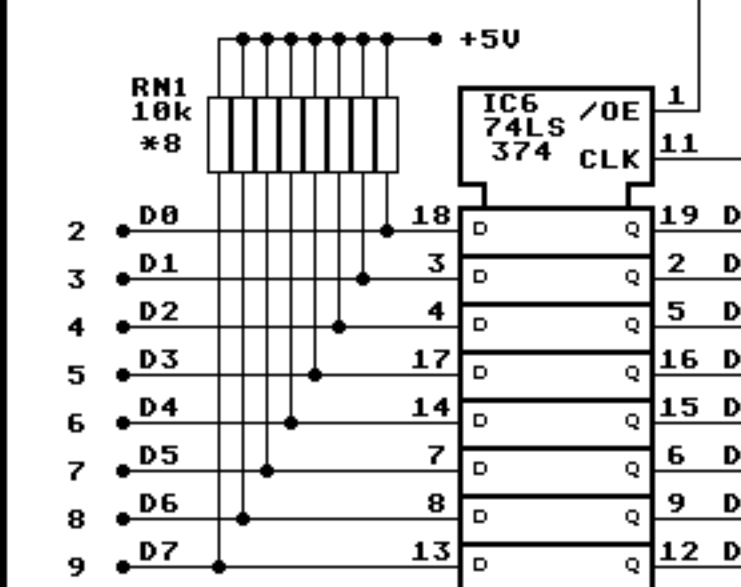 +5V
RN1
10k
*8
IC6 /OE 1
74LS
374 CLK 11
2 D0 18 D Q 19 D
3 D1 3 D Q 2 D
4 D2 4 D Q 5 D
5 D3 17 D Q 16 D
6 D4 14 D Q 15 D
7 D5 7 D Q 6 D
8 D6 8 D Q 9 D
9 D7 13 D Q 12 D